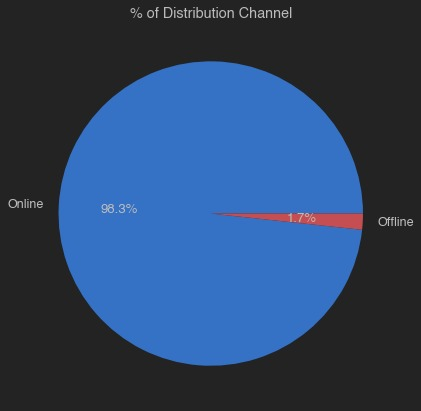 % of Distribution Channel
Online
98.3%
1.7%
Offline